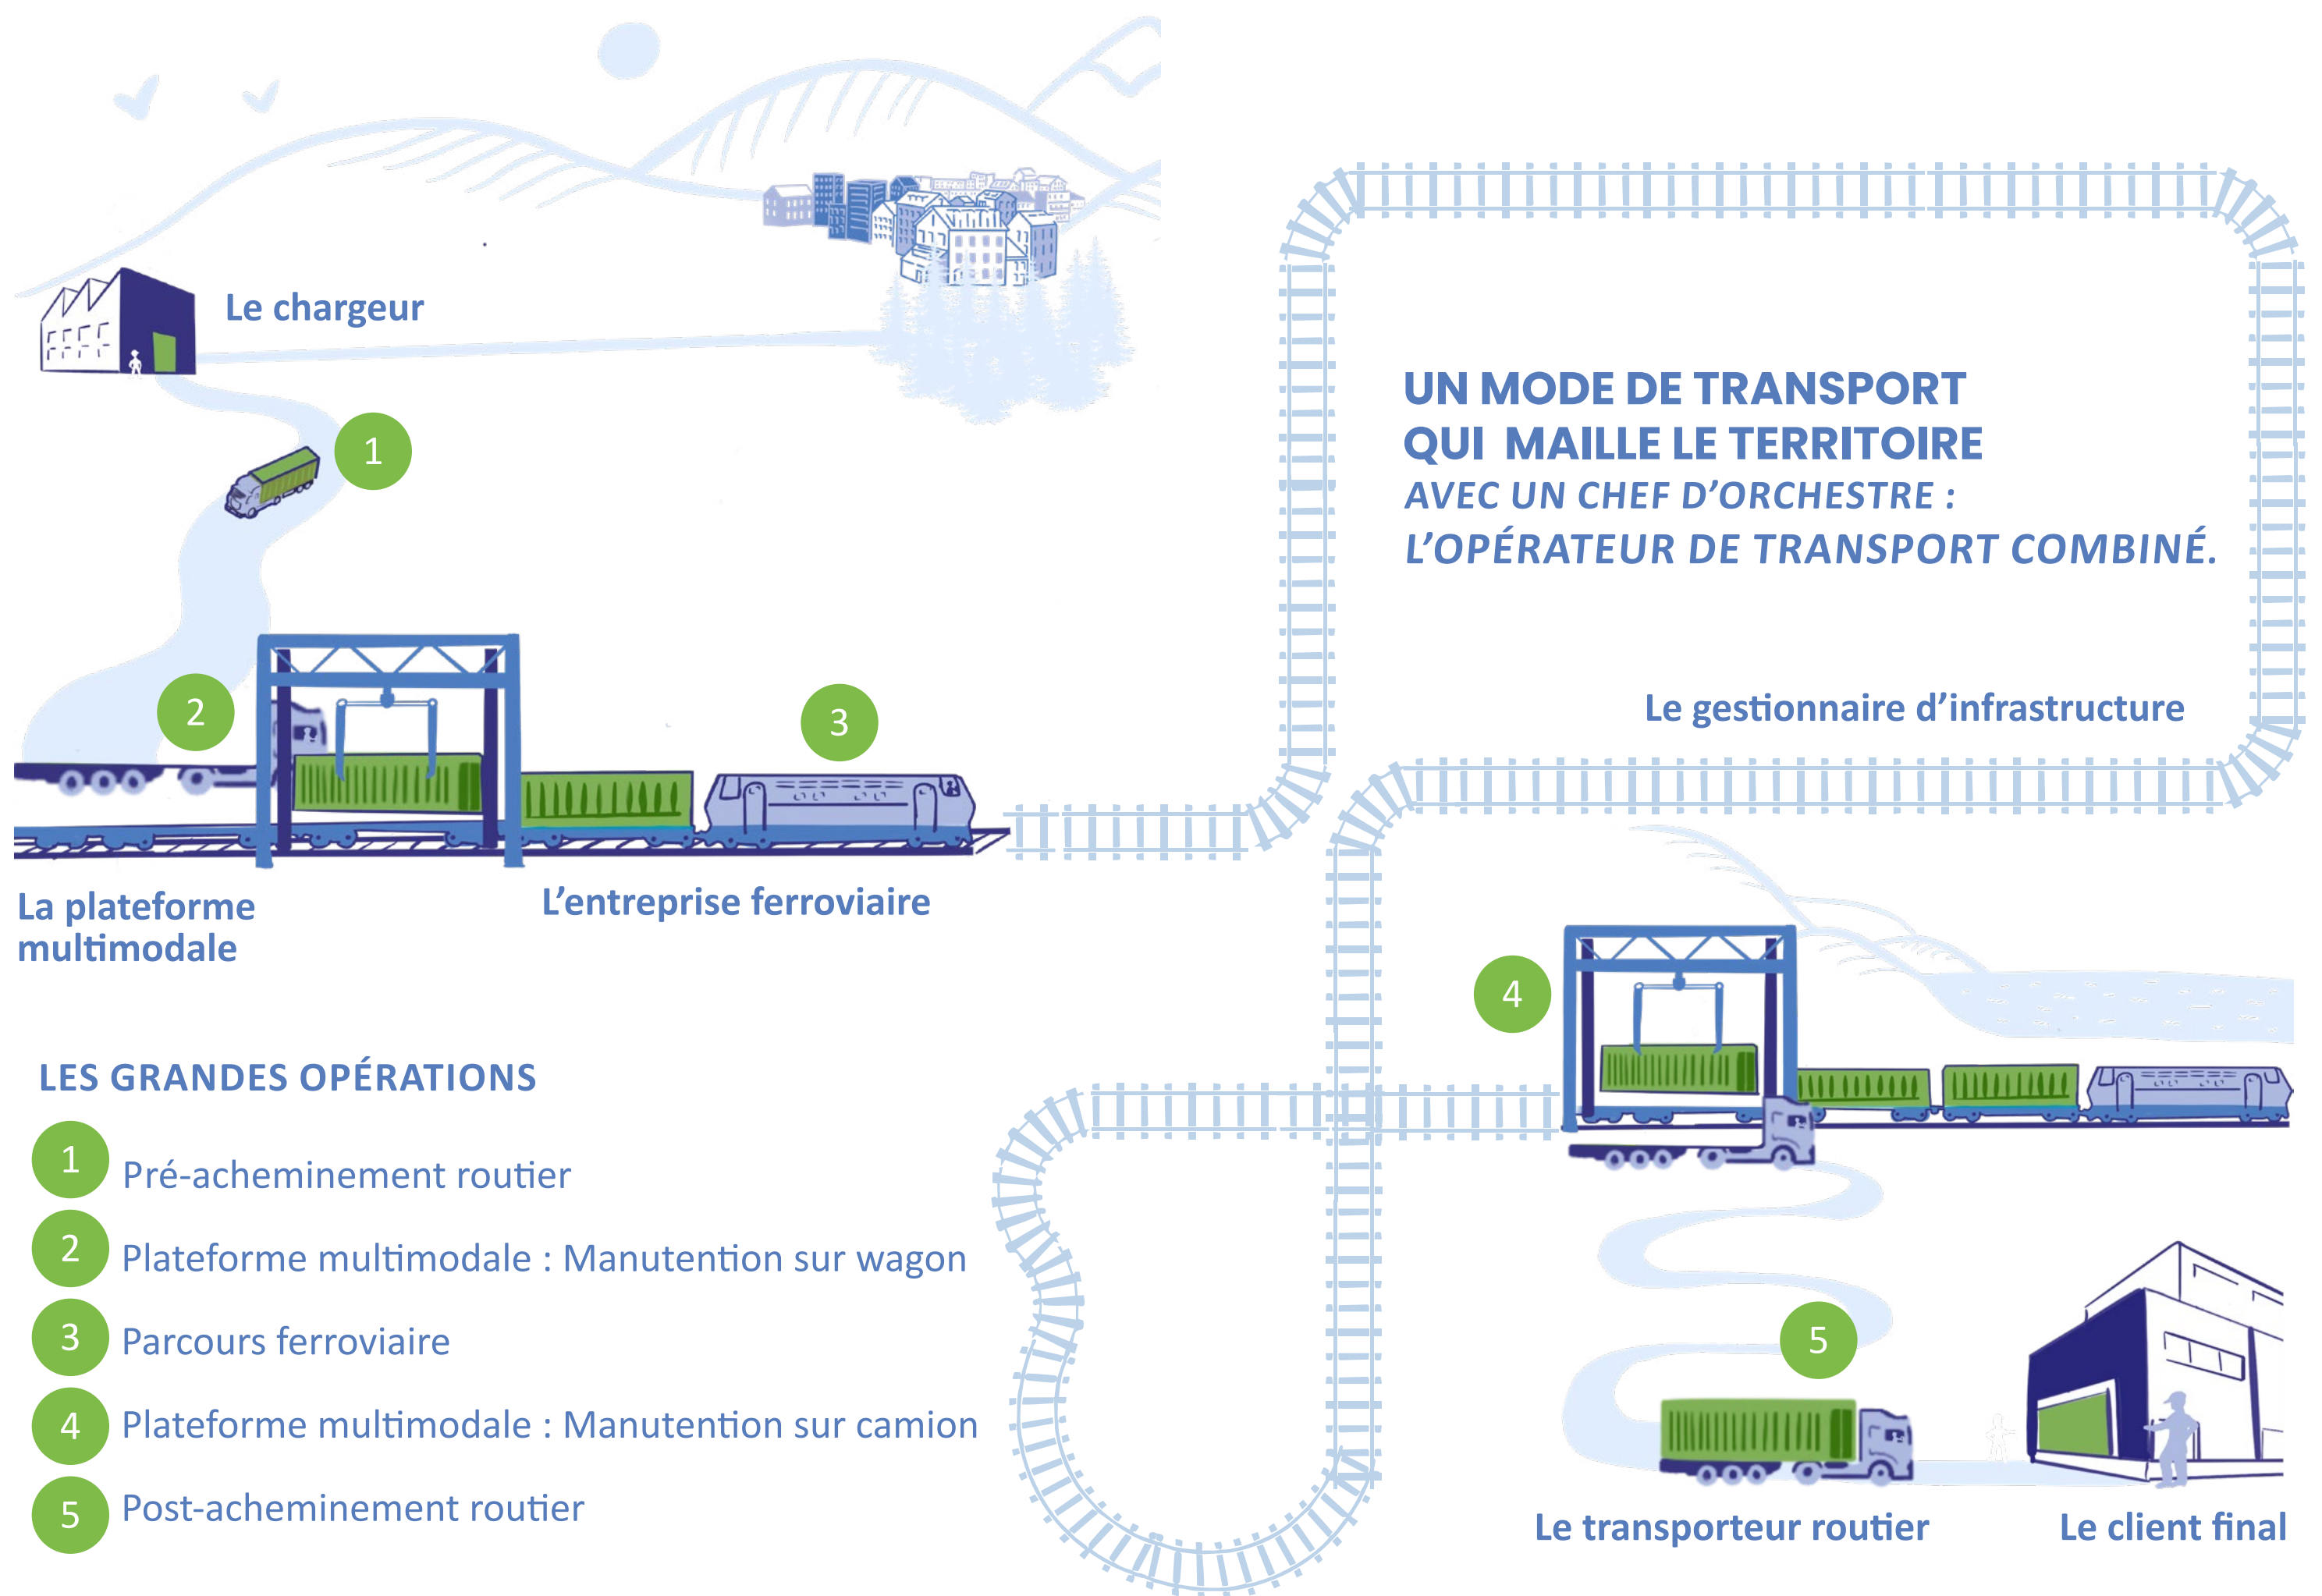 Le chargeur
1
UN MODE DE TRANSPORT
QUI MAILLE LE TERRITOIRE
AVEC UN CHEF D'ORCHESTRE :
L'OPÉRATEUR DE TRANSPORT COMBINÉ.
Le gestionnaire d'infrastructure
2
3
La plateforme
multimodale
L'entreprise ferroviaire
4
LES GRANDES OPÉRATIONS
1 Pré-acheminement routier
2 Plateforme multimodale : Manutention sur wagon
3 Parcours ferroviaire
4 Plateforme multimodale : Manutention sur camion
5 Post-acheminement routier
5
Le transporteur routier
Le client final